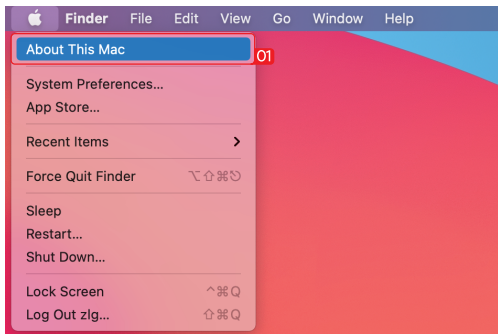 Finder File Edit View Go Window Help
About This Mac
01
System Preferences...
App Store...
Recent Items
Force Quit Finder ⌥⇧⌘⎋
Sleep
Restart...
Shut Down...
Lock Screen ^⌘Q
Log Out zlg... ⇧⌘Q